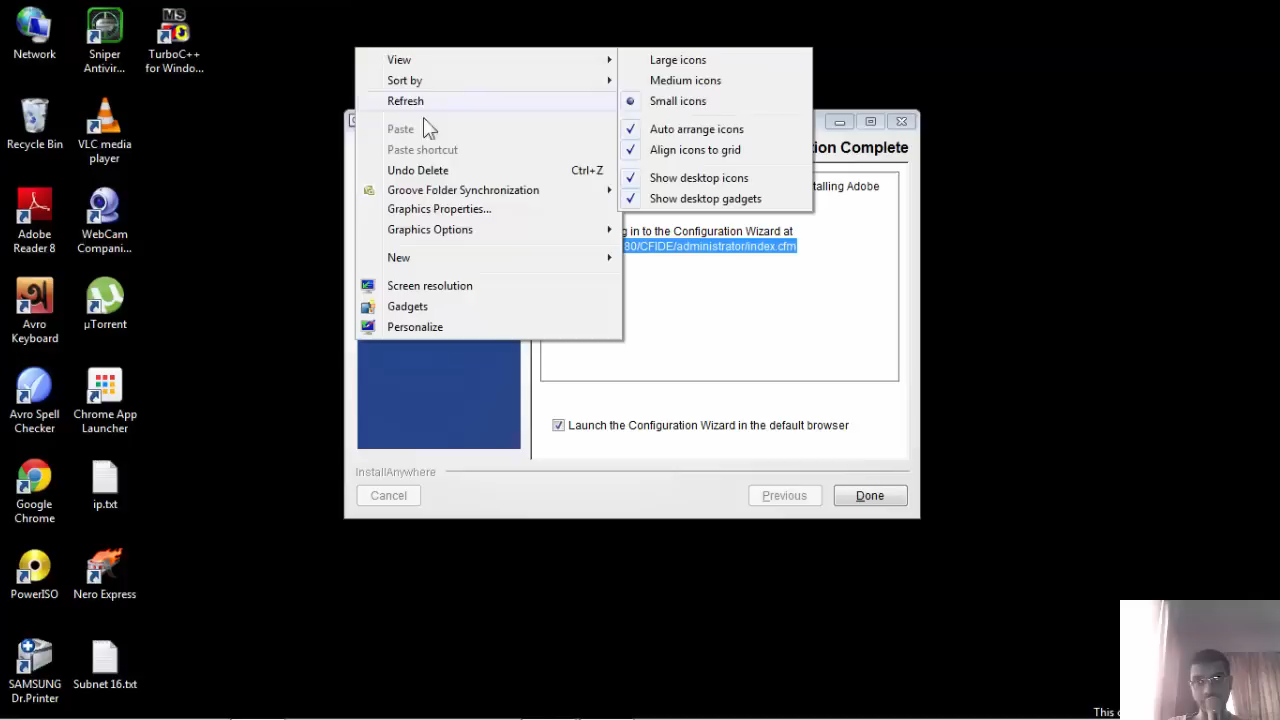 Network
Sniper
Antivir...
MS
TurboC++
for Windo...
Recycle Bin
VLC media
player
Adobe
Reader 8
WebCam
Compani...
Avro
Keyboard
µTorrent
Avro Spell
Checker
Chrome App
Launcher
Google
Chrome
ip.txt
PowerISO
Nero Express
SAMSUNG
Dr.Printer
Subnet 16.txt
View
Sort by
Refresh
Paste
Paste shortcut
Undo Delete Ctrl+Z
Groove Folder Synchronization
Graphics Properties...
Graphics Options
New
Screen resolution
Gadgets
Personalize
Large icons
Medium icons
Small icons
Auto arrange icons
Align icons to grid
Show desktop icons
Show desktop gadgets
ion Complete
talling Adobe
g in to the Configuration Wizard at
80/CFIDE/administrator/index.cfm
Launch the Configuration Wizard in the default browser
InstallAnywhere
Cancel
Previous
Done
This